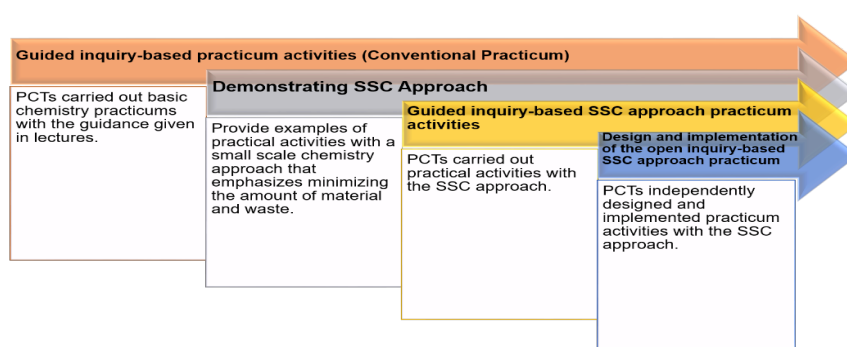 Guided inquiry-based practicum activities (Conventional Practicum)
PCTs carried out basic
chemistry practicums
with the guidance given
in lectures.
Demonstrating SSC Approach
Provide examples of
practical activities with a
small scale chemistry
approach that
emphasizes minimizing
the amount of material
and waste.
Guided inquiry-based SSC approach practicum
activities
PCTs carried out
practical activities with
the SSC approach.
Design and implementation
of the open inquiry-based
SSC approach practicum
PCTs independently
designed and
implemented practicum
activities with the SSC
approach.